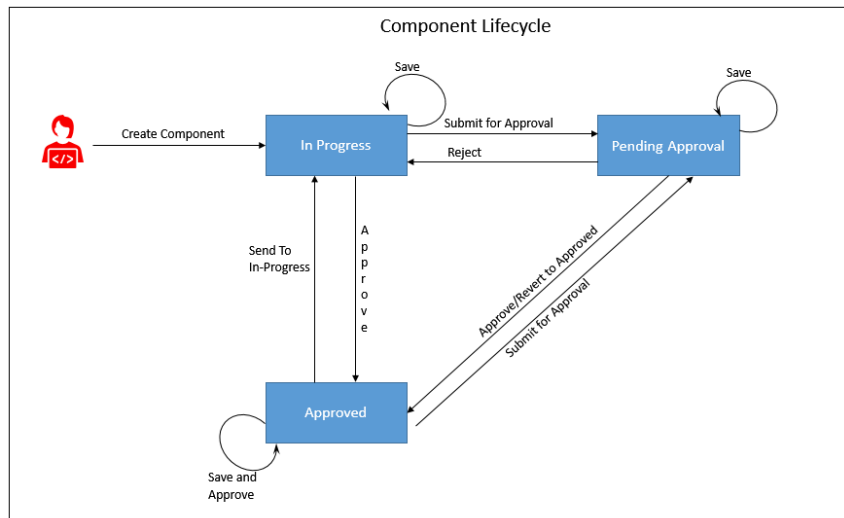 Component Lifecycle
Save
Save
Create Component
In Progress
Submit for Approval
Pending Approval
Reject
Send To
In-Progress
Approve
Approve/Revert to Approved
Submit for Approval
Approved
Save and
Approve